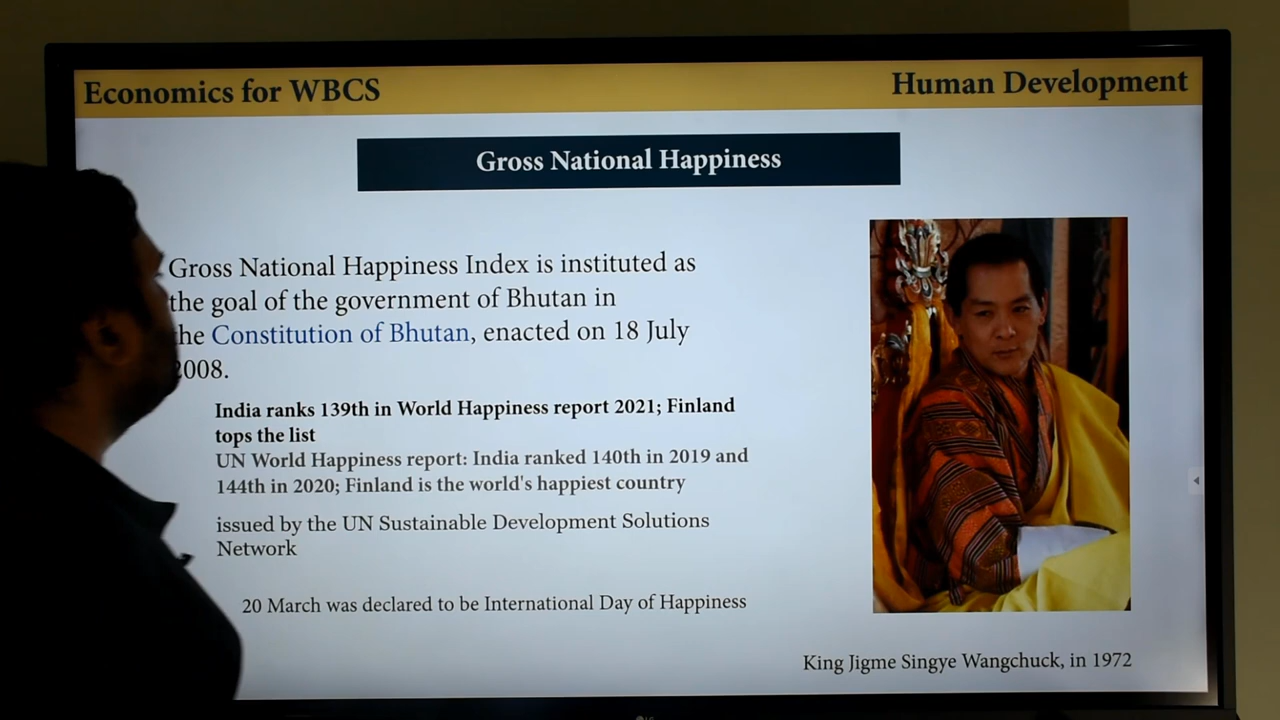 Economics for WBCS
Human Development
Gross National Happiness
Gross National Happiness Index is instituted as
the goal of the government of Bhutan in
the Constitution of Bhutan, enacted on 18 July
2008.
India ranks 139th in World Happiness report 2021; Finland
tops the list
UN World Happiness report: India ranked 140th in 2019 and
144th in 2020; Finland is the world's happiest country
issued by the UN Sustainable Development Solutions
Network
20 March was declared to be International Day of Happiness
King Jigme Singye Wangchuck, in 1972
LG